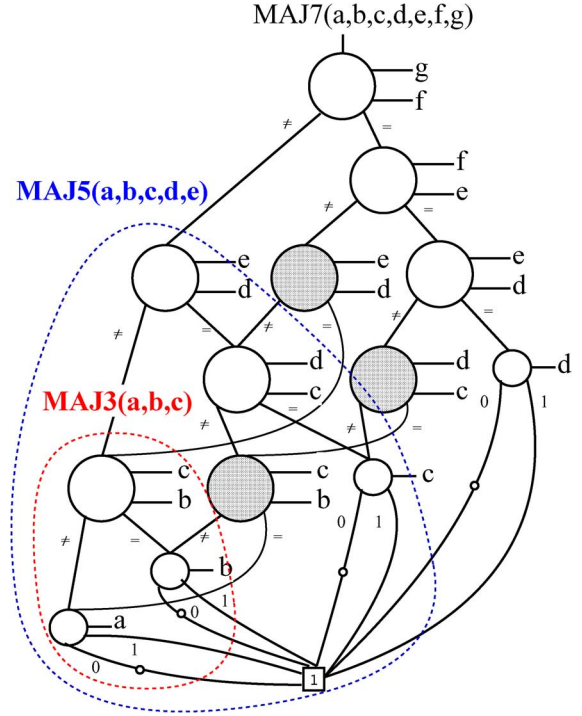 MAJ7(a,b,c,d,e,f,g)
g
f
≠ =
f
MAJ5(a,b,c,d,e)
e
≠ =
e e e
d d d
≠ = ≠ = ≠ =
d d d
c c
0 1
MAJ3(a,b,c)
≠ = ≠ =
c c c
b b
0 1
≠ = ≠ =
b
0 1
a
1
0
1